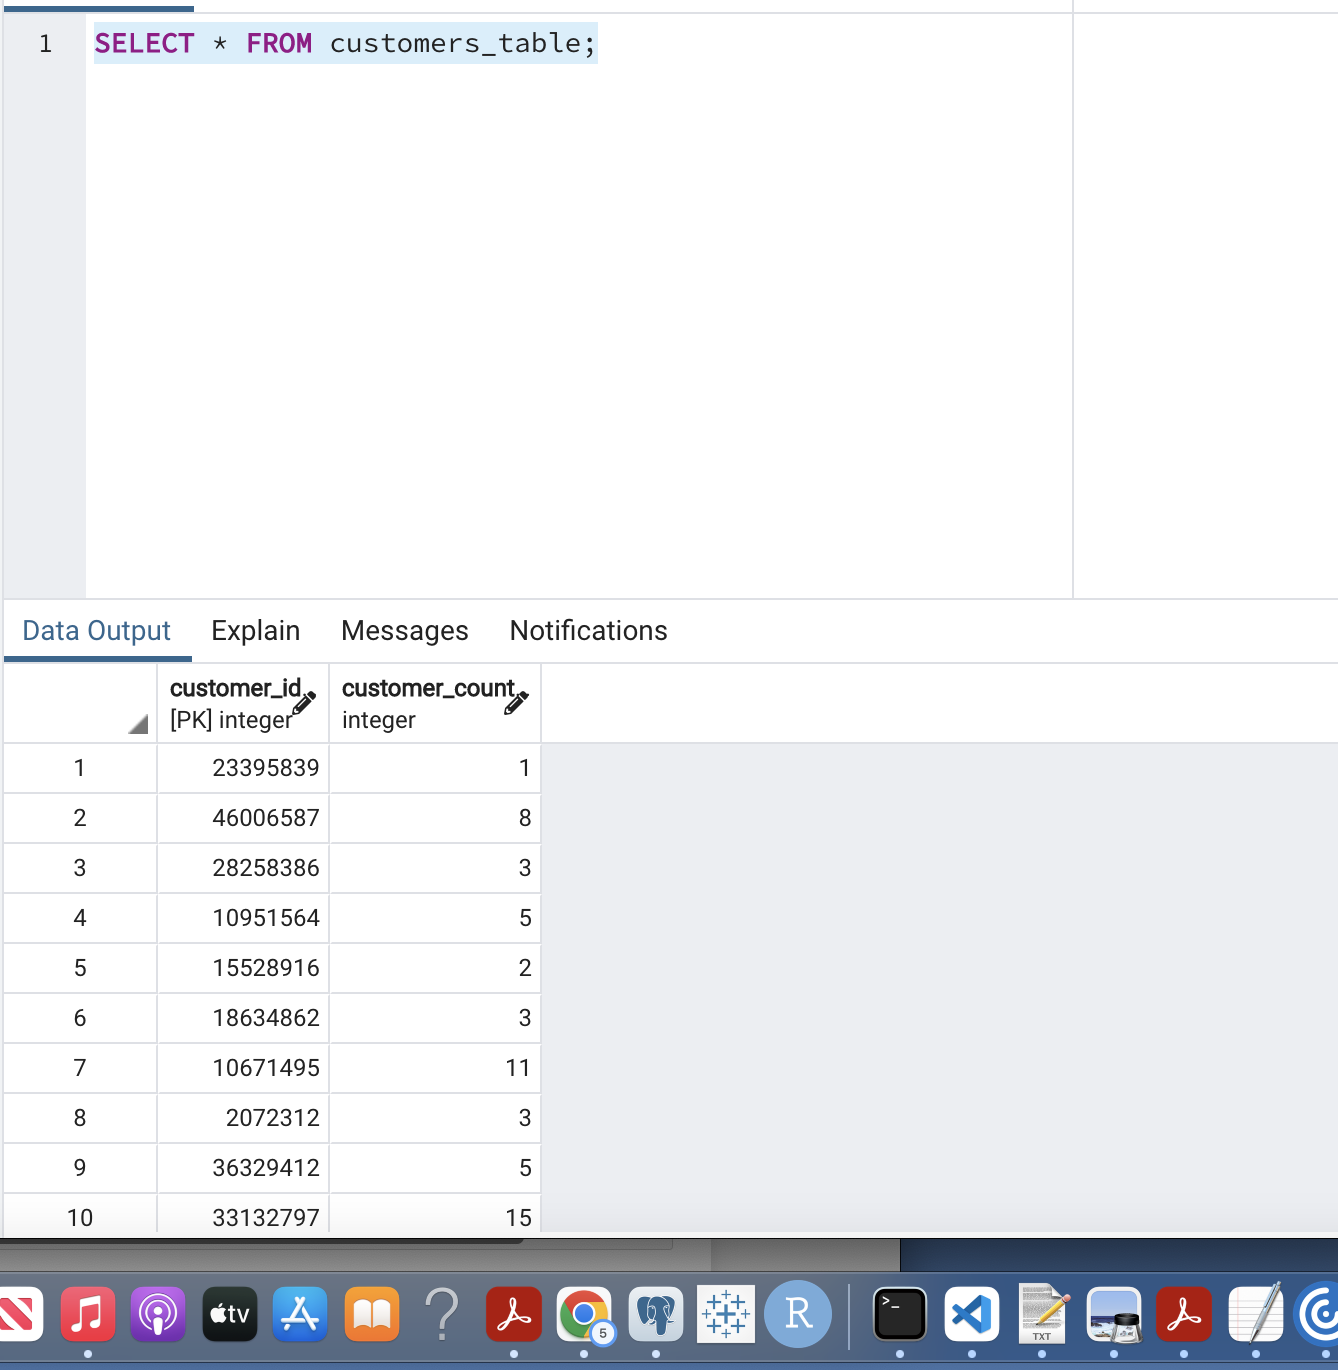 1 SELECT * FROM customers_table;
Data Output Explain Messages Notifications
customer_id customer_count
[PK] integer integer
1 23395839 1
2 46006587 8
3 28258386 3
4 10951564 5
5 15528916 2
6 18634862 3
7 10671495 11
8 2072312 3
9 36329412 5
10 33132797 15
tv ? 5 R >_ TXT